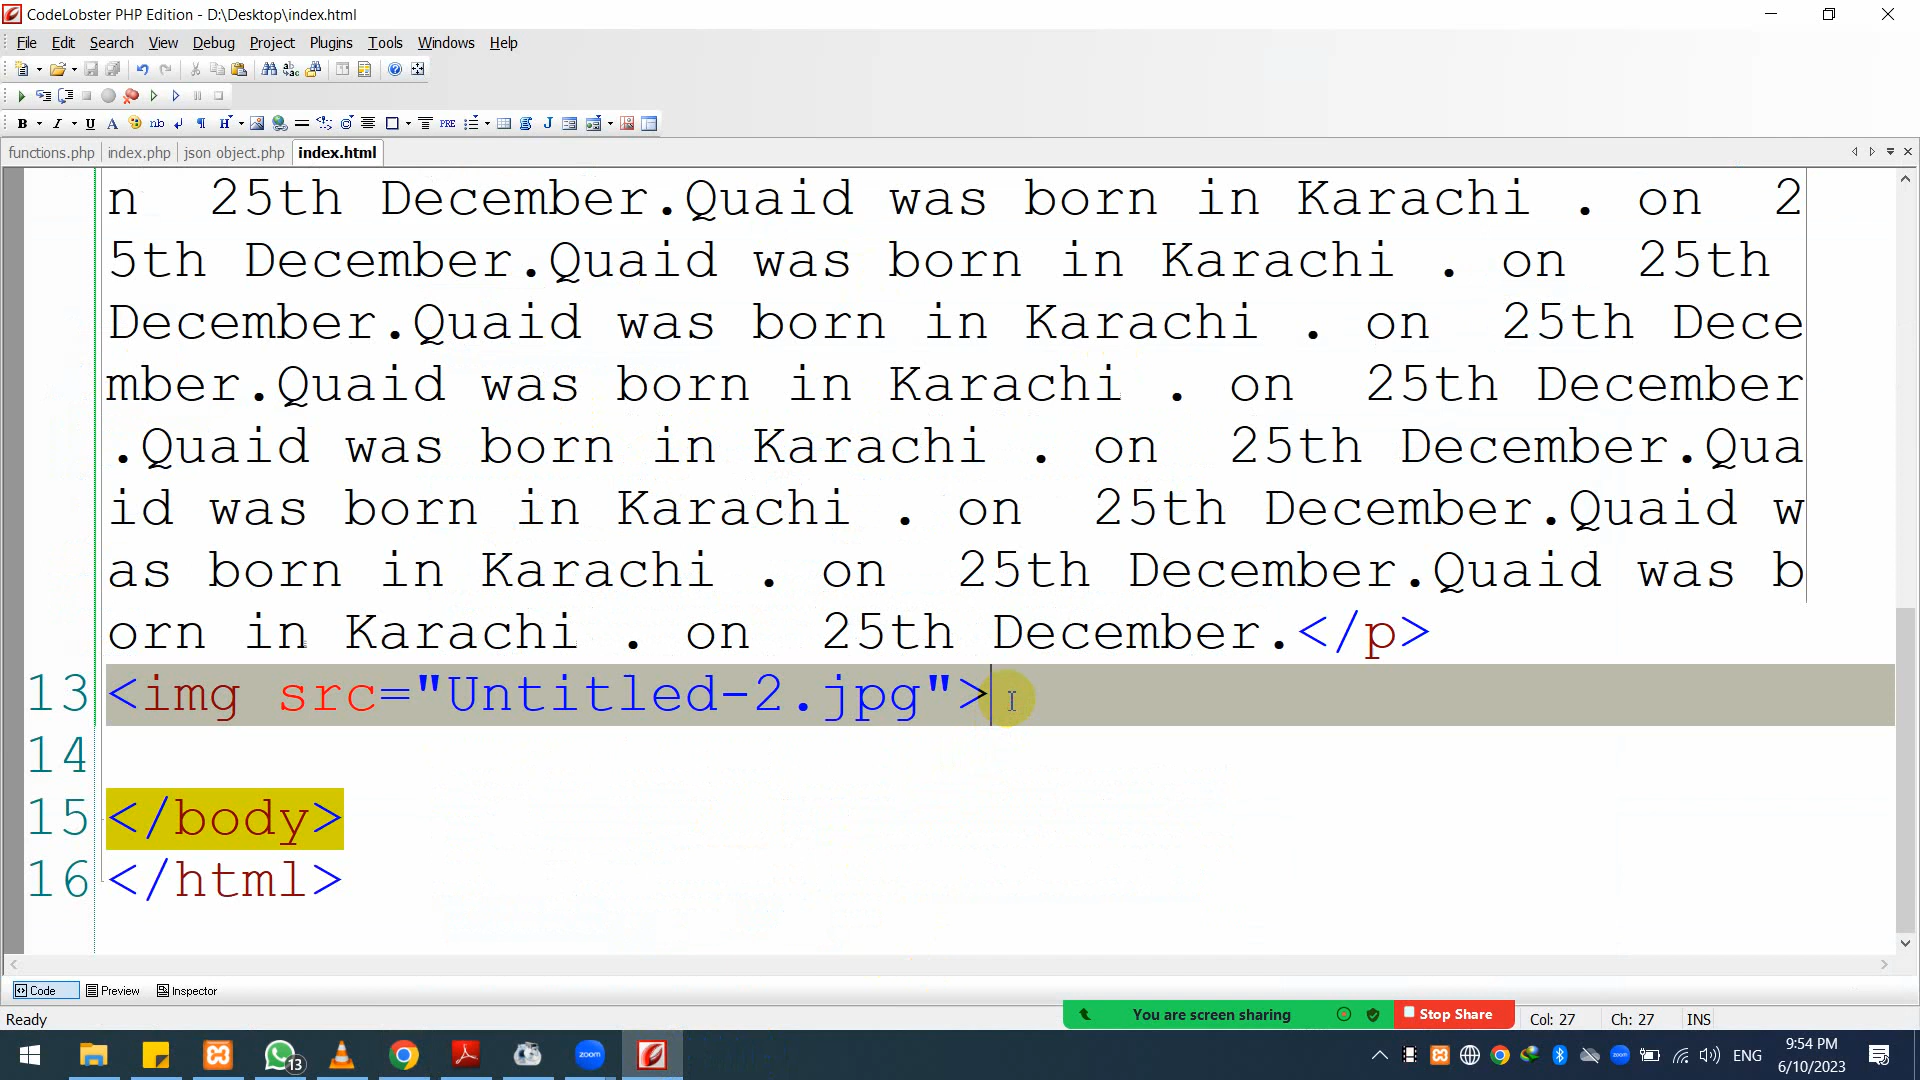 CodeLobster PHP Edition - D:\Desktop\index.html
File Edit Search View Debug Project Plugins Tools Windows Help
B I U A nb ¶ H PRE J
functions.php index.php json object.php index.html
n  25th December.Quaid was born in Karachi . on  2
5th December.Quaid was born in Karachi . on  25th
December.Quaid was born in Karachi . on  25th Dece
mber.Quaid was born in Karachi . on  25th December
.Quaid was born in Karachi . on  25th December.Qua
id was born in Karachi . on  25th December.Quaid w
as born in Karachi . on  25th December.Quaid was b
orn in Karachi . on  25th December.</p>
13 <img src="Untitled-2.jpg">
14
15 </body>
16 </html>
Code Preview Inspector
You are screen sharing Stop Share
Ready Col: 27 Ch: 27 INS
13 zoom ENG 9:54 PM
6/10/2023